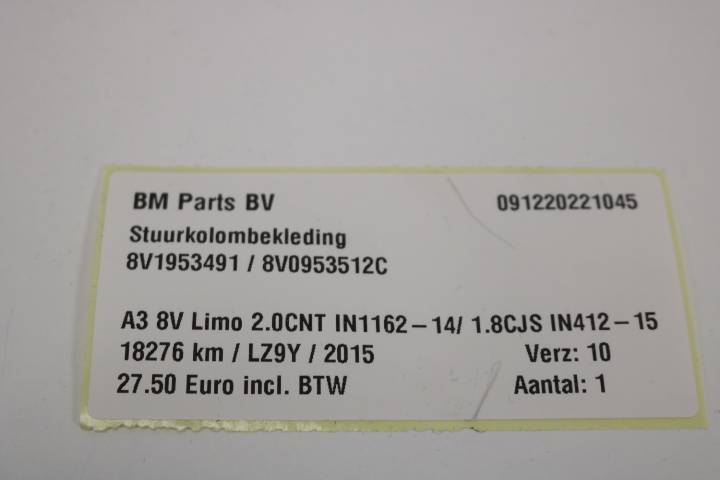 BM Parts BV 091220221045
Stuurkolombekleding
8V1953491 / 8V0953512C
A3 8V Limo 2.0CNT IN1162-14/ 1.8CJS IN412-15
18276 km / LZ9Y / 2015 Verz: 10
27.50 Euro incl. BTW Aantal: 1